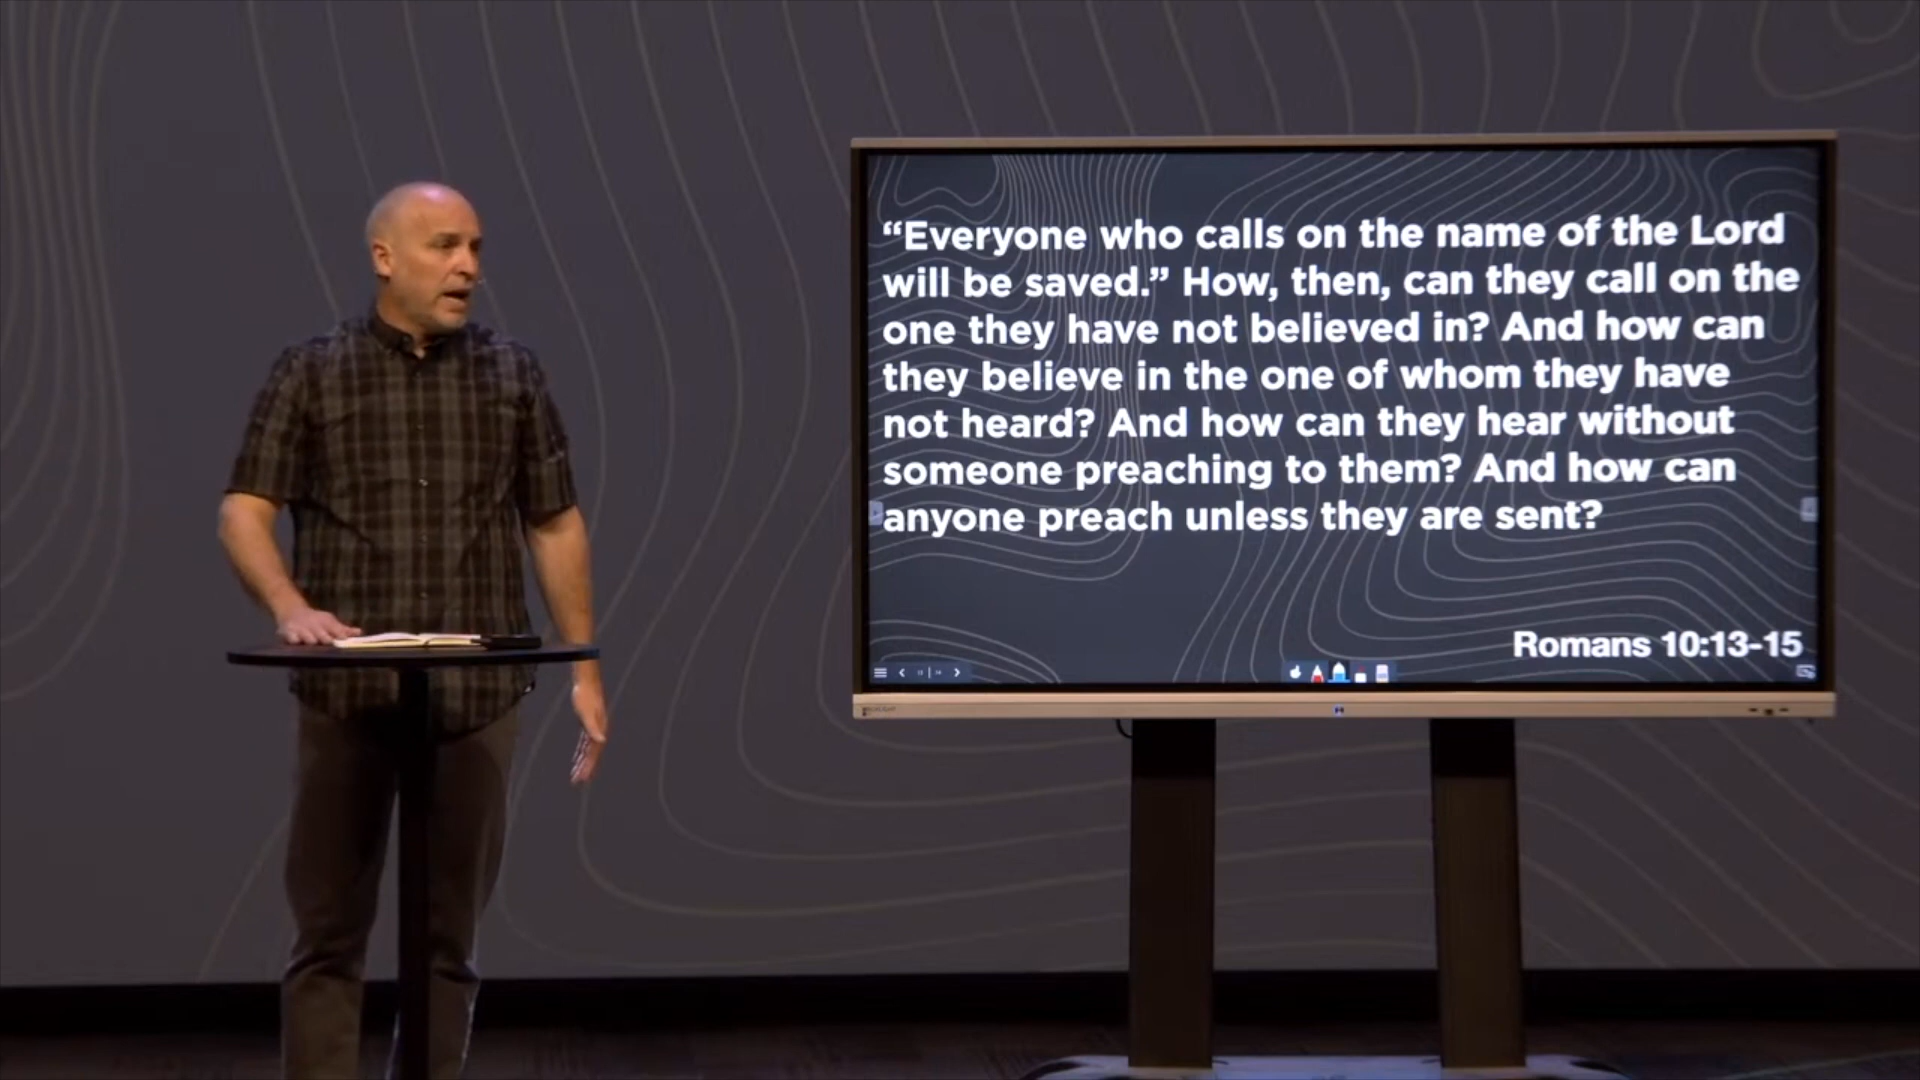 “Everyone who calls on the name of the Lord
will be saved.” How, then, can they call on the
one they have not believed in? And how can
they believe in the one of whom they have
not heard? And how can they hear without
someone preaching to them? And how can
anyone preach unless they are sent?
Romans 10:13-15